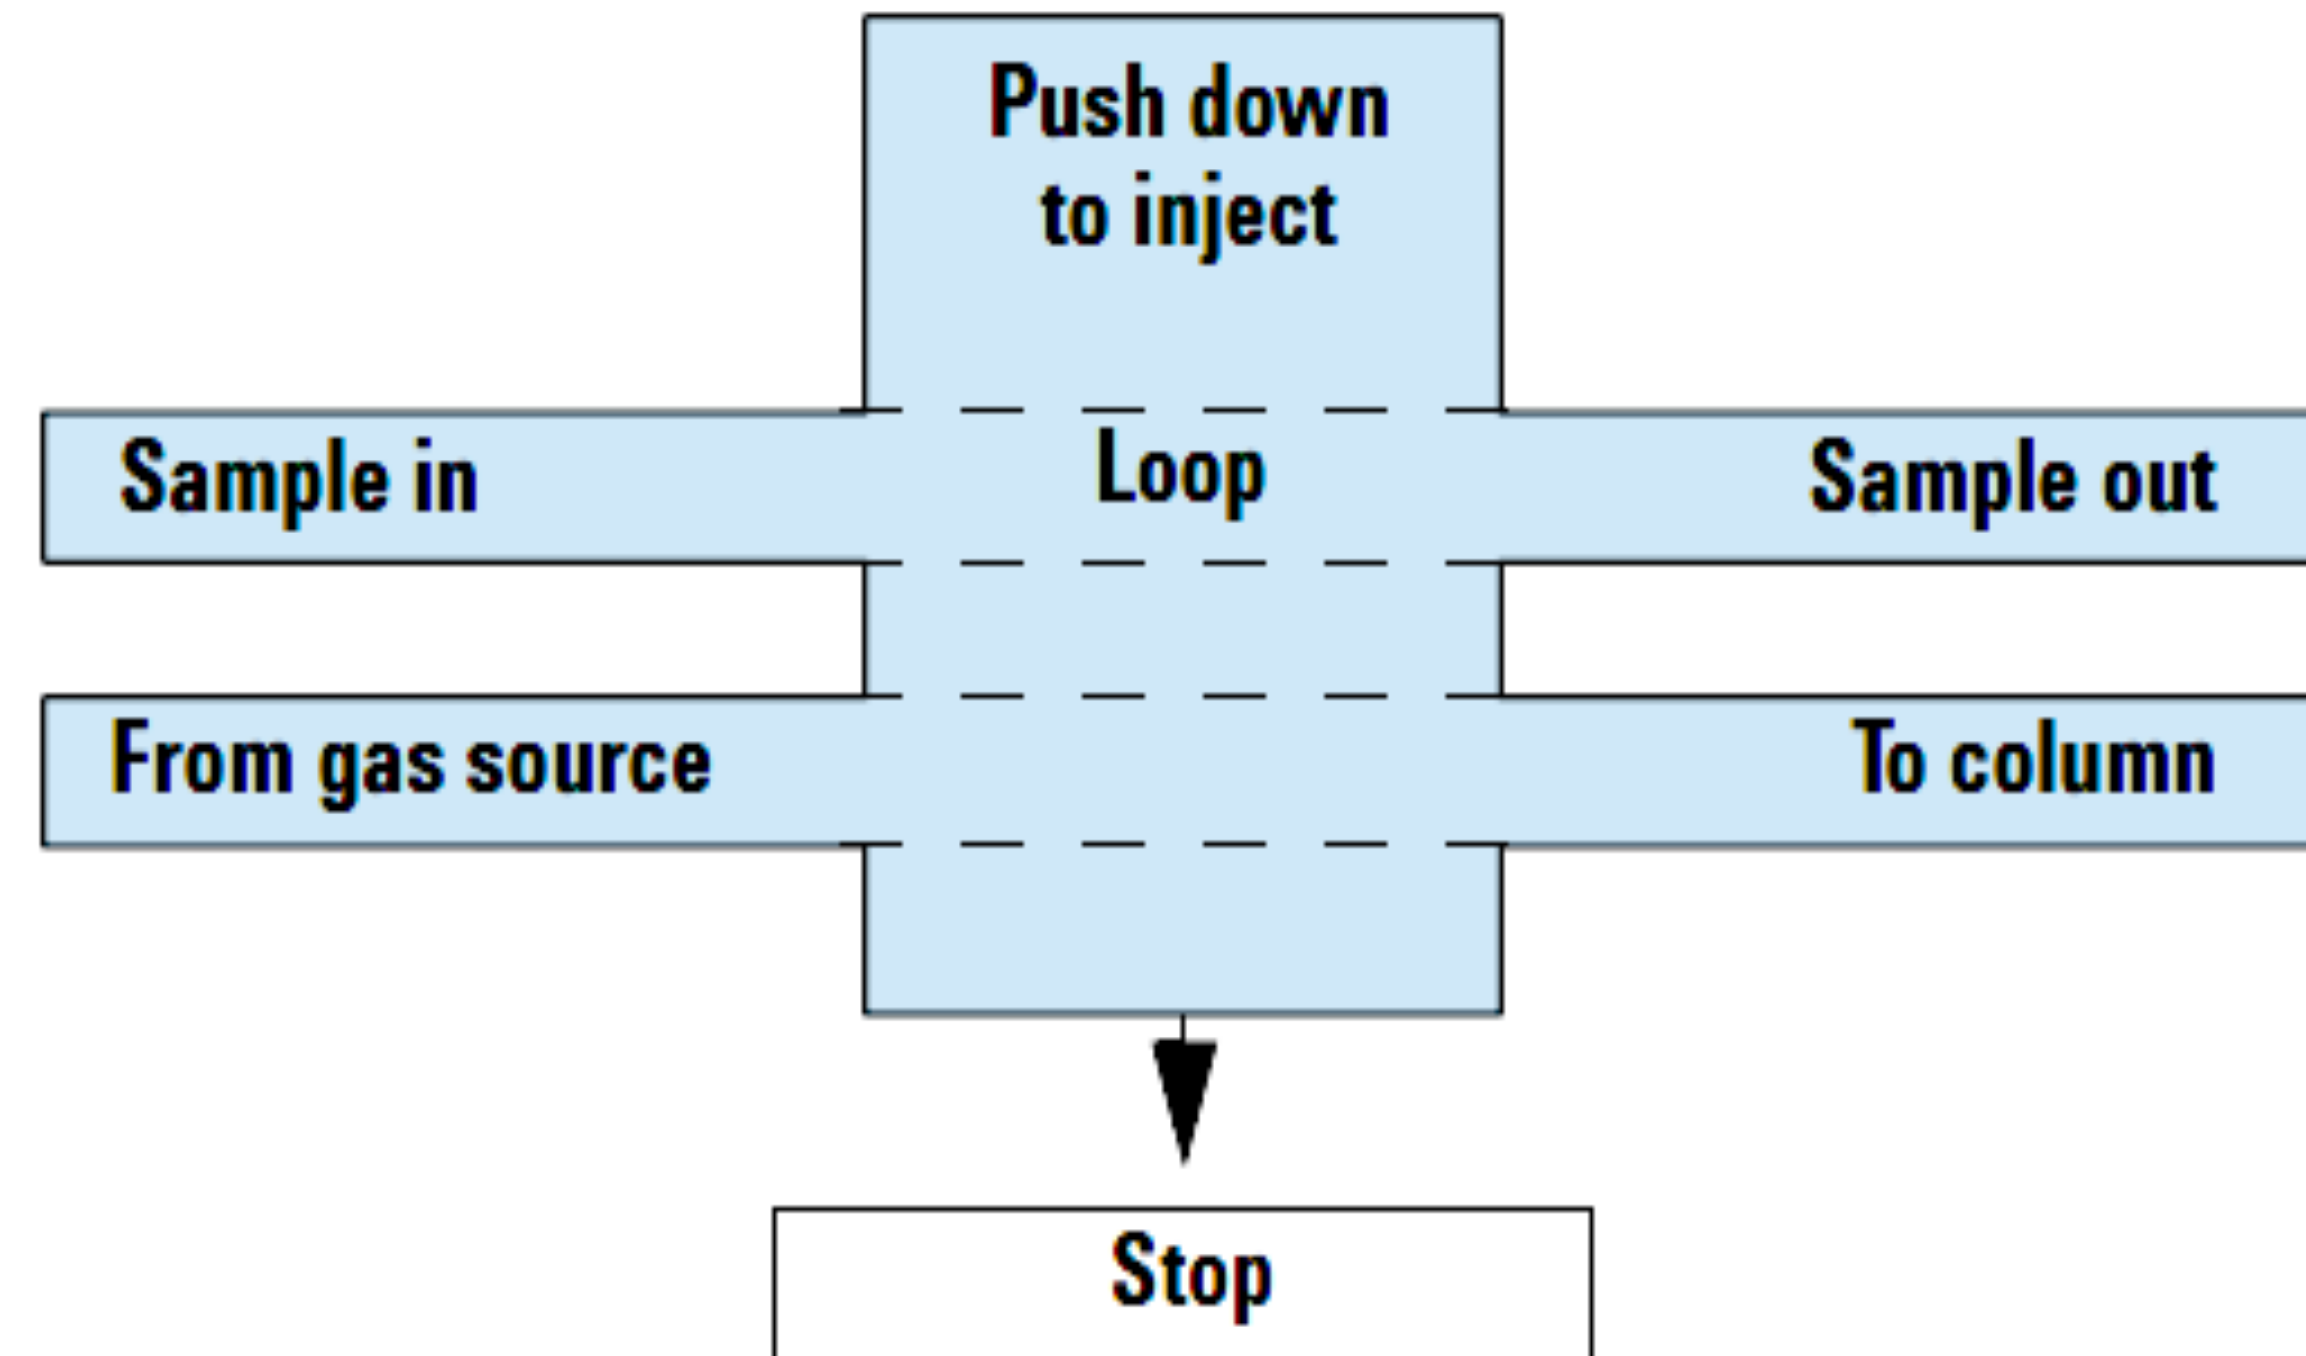 Push down
to inject
Sample in
Loop
Sample out
From gas source
To column
Stop